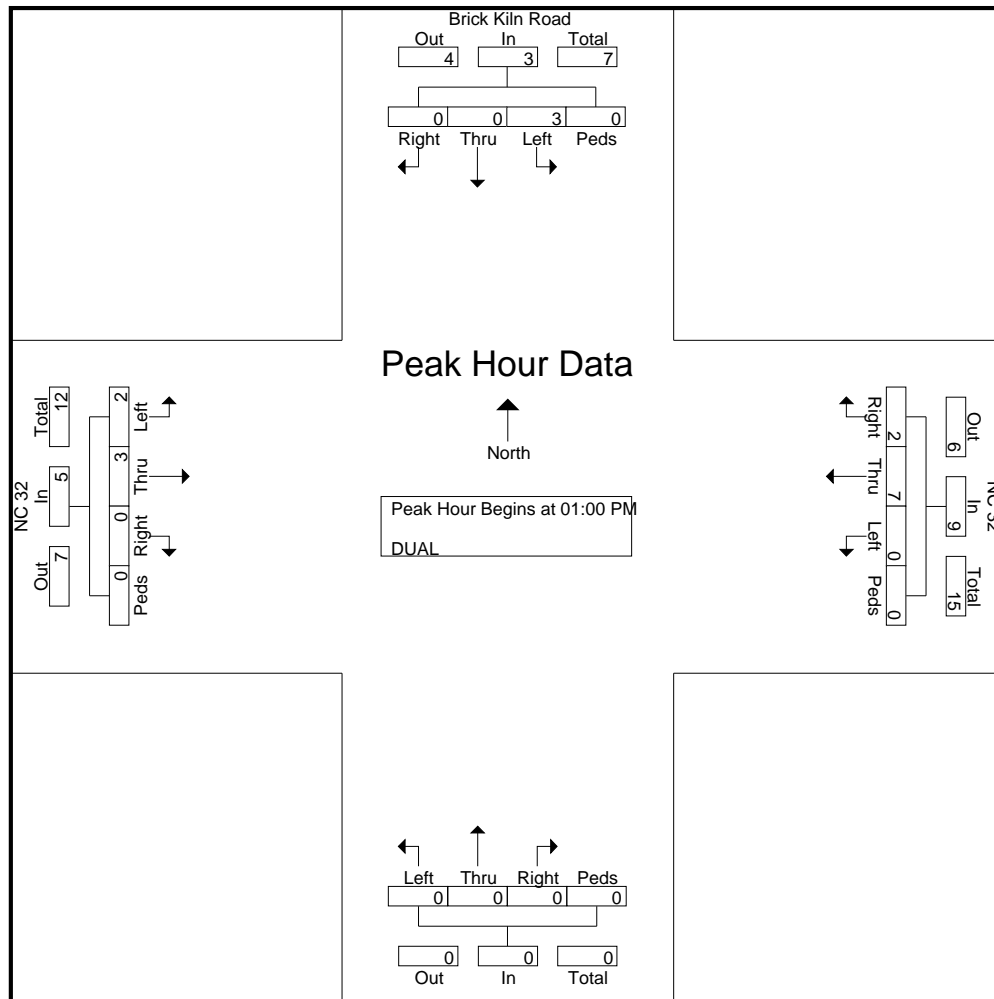 Brick Kiln Road
Out In Total
4 3 7
0 0 3 0
Right Thru Left Peds
Peak Hour Data
North
Peak Hour Begins at 01:00 PM
DUAL
NC 32
Total In Out
12 5 7
2 3 0 0
Left Thru Right Peds
NC 32
Out In Total
6 9 15
2 7 0 0
Right Thru Left Peds
Left Thru Right Peds
0 0 0 0
0 0 0
Out In Total